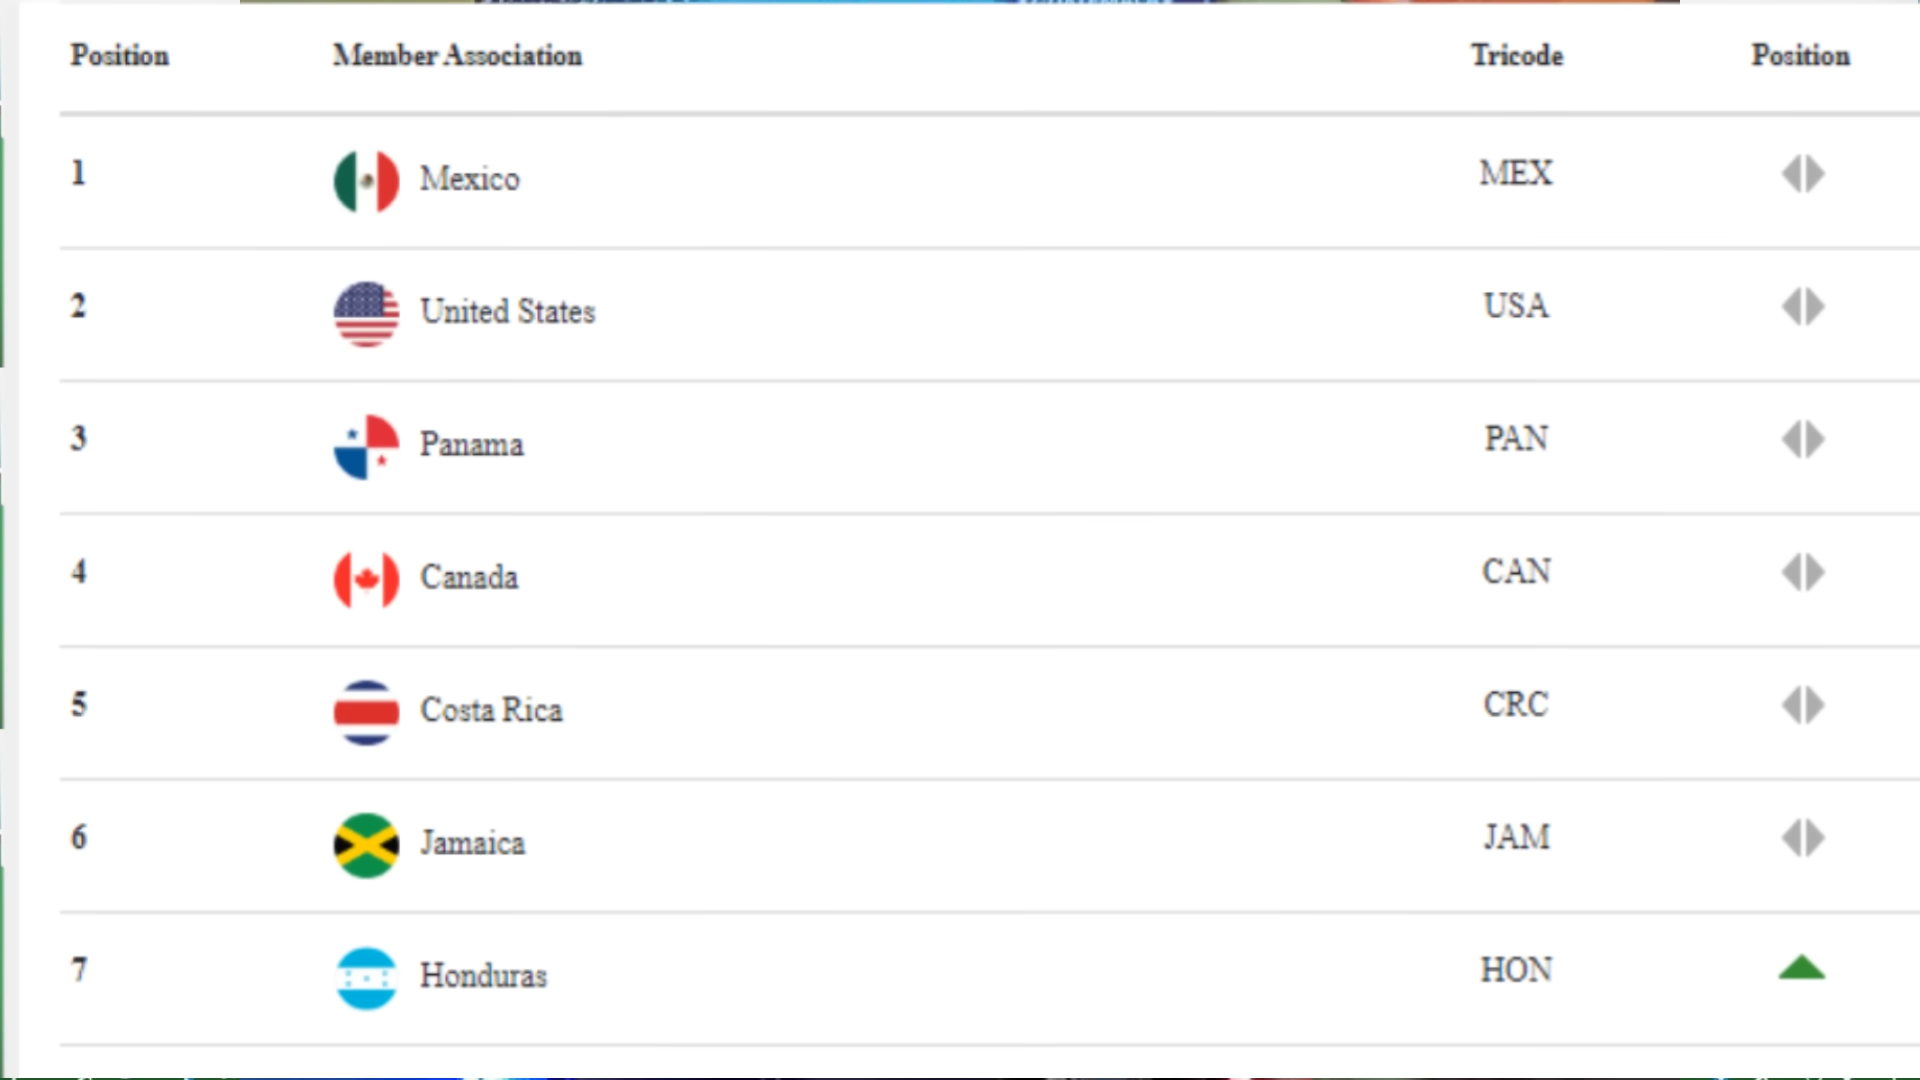 Position Member Association Tricode Position
1 Mexico MEX
2 United States USA
3 Panama PAN
4 Canada CAN
5 Costa Rica CRC
6 Jamaica JAM
7 Honduras HON